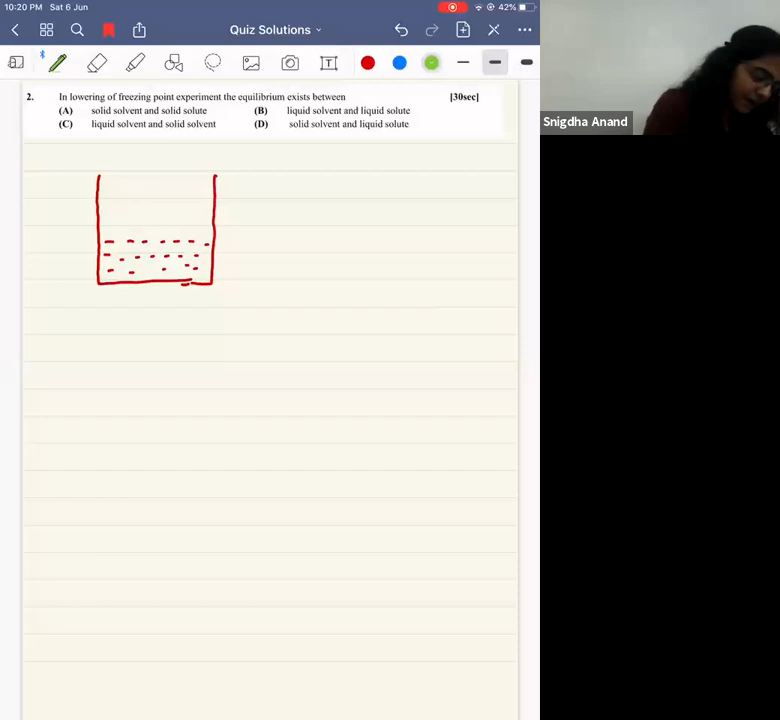 10:20 PM Sat 6 Jun
42%
Quiz Solutions
T
2. In lowering of freezing point experiment the equilibrium exists between [30sec]
(A) solid solvent and solid solute (B) liquid solvent and liquid solute
(C) liquid solvent and solid solvent (D) solid solvent and liquid solute
Snigdha Anand